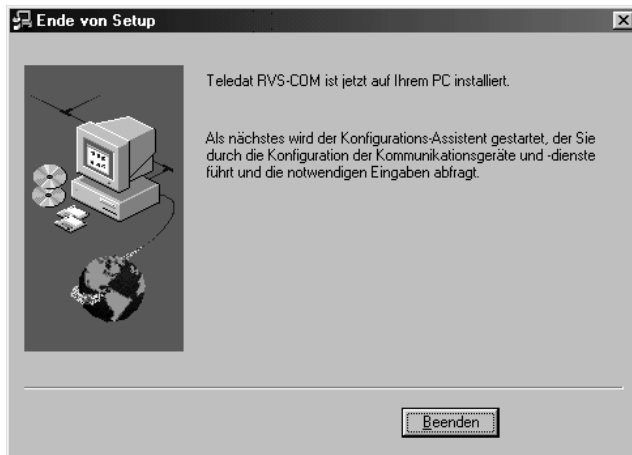 Ende von Setup
Teledat RVS-COM ist jetzt auf Ihrem PC installiert.
Als nächstes wird der Konfigurations-Assistent gestartet, der Sie
durch die Konfiguration der Kommunikationsgeräte und -dienste
führt und die notwendigen Eingaben abfragt.
Beenden